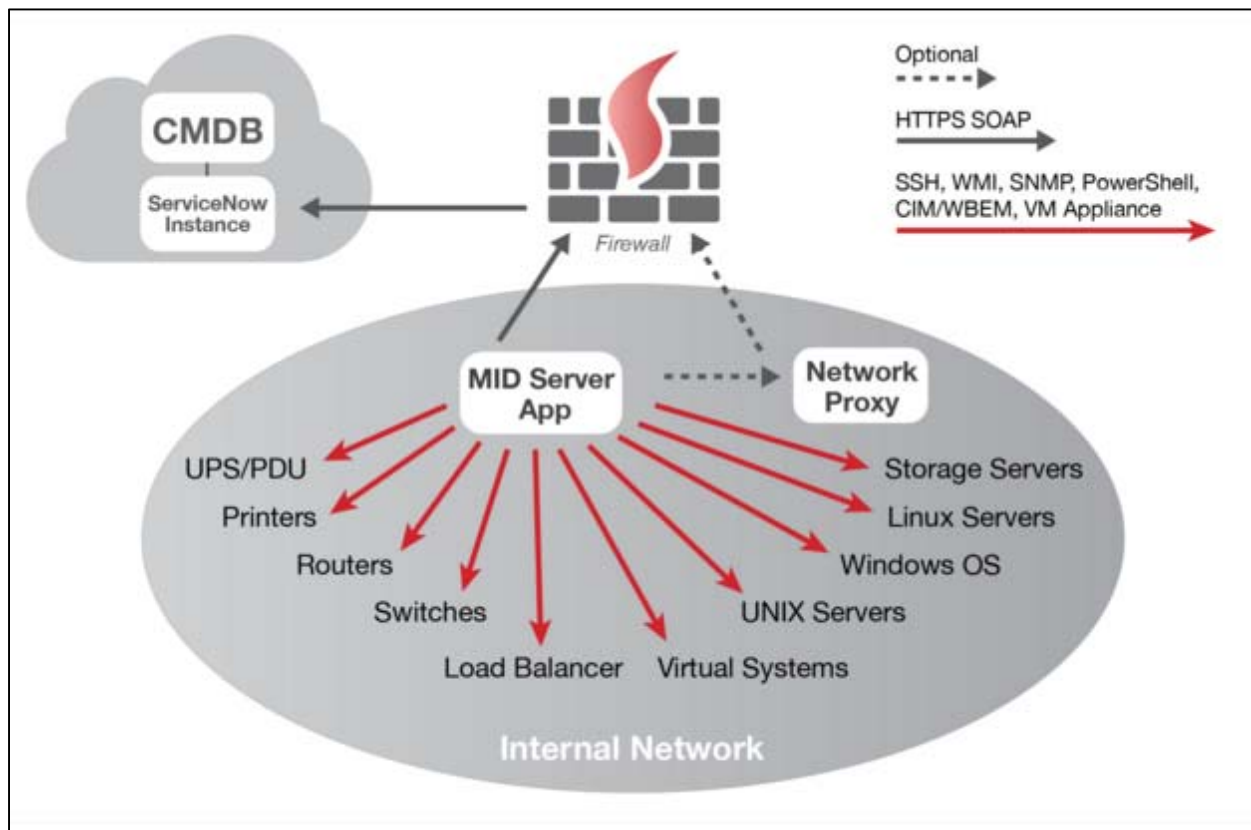 CMDB
ServiceNow
Instance
Firewall
Optional
HTTPS SOAP
SSH, WMI, SNMP, PowerShell,
CIM/WBEM, VM Appliance
MID Server
App
Network
Proxy
UPS/PDU
Printers
Routers
Switches
Load Balancer
Virtual Systems
UNIX Servers
Windows OS
Linux Servers
Storage Servers
Internal Network